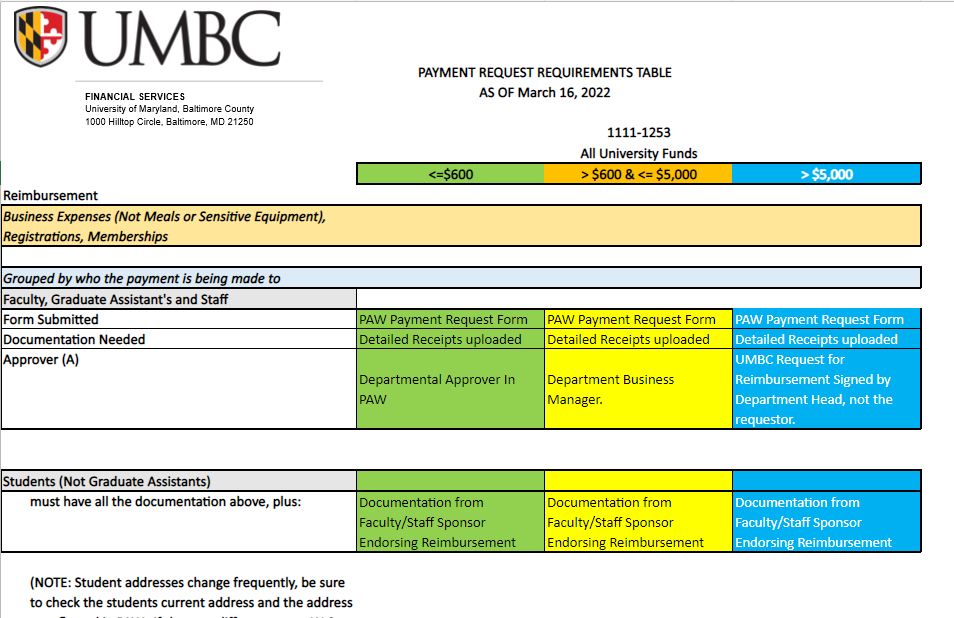 UMBC
PAYMENT REQUEST REQUIREMENTS TABLE
AS OF March 16, 2022
FINANCIAL SERVICES
University of Maryland, Baltimore County
1000 Hilltop Circle, Baltimore, MD 21250
1111-1253
All University Funds
<=$600 > $600 & <= $5,000 > $5,000
Reimbursement
Business Expenses (Not Meals or Sensitive Equipment),
Registrations, Memberships
Grouped by who the payment is being made to
Faculty, Graduate Assistant's and Staff
Form Submitted PAW Payment Request Form PAW Payment Request Form PAW Payment Request Form
Documentation Needed Detailed Receipts uploaded Detailed Receipts uploaded Detailed Receipts uploaded
Approver (A)
Departmental Approver In
PAW
Department Business
Manager.
UMBC Request for
Reimbursement Signed by
Department Head, not the
requestor.
Students (Not Graduate Assistants)
must have all the documentation above, plus:
Documentation from
Faculty/Staff Sponsor
Endorsing Reimbursement
Documentation from
Faculty/Staff Sponsor
Endorsing Reimbursement
Documentation from
Faculty/Staff Sponsor
Endorsing Reimbursement
(NOTE: Student addresses change frequently, be sure
to check the students current address and the address